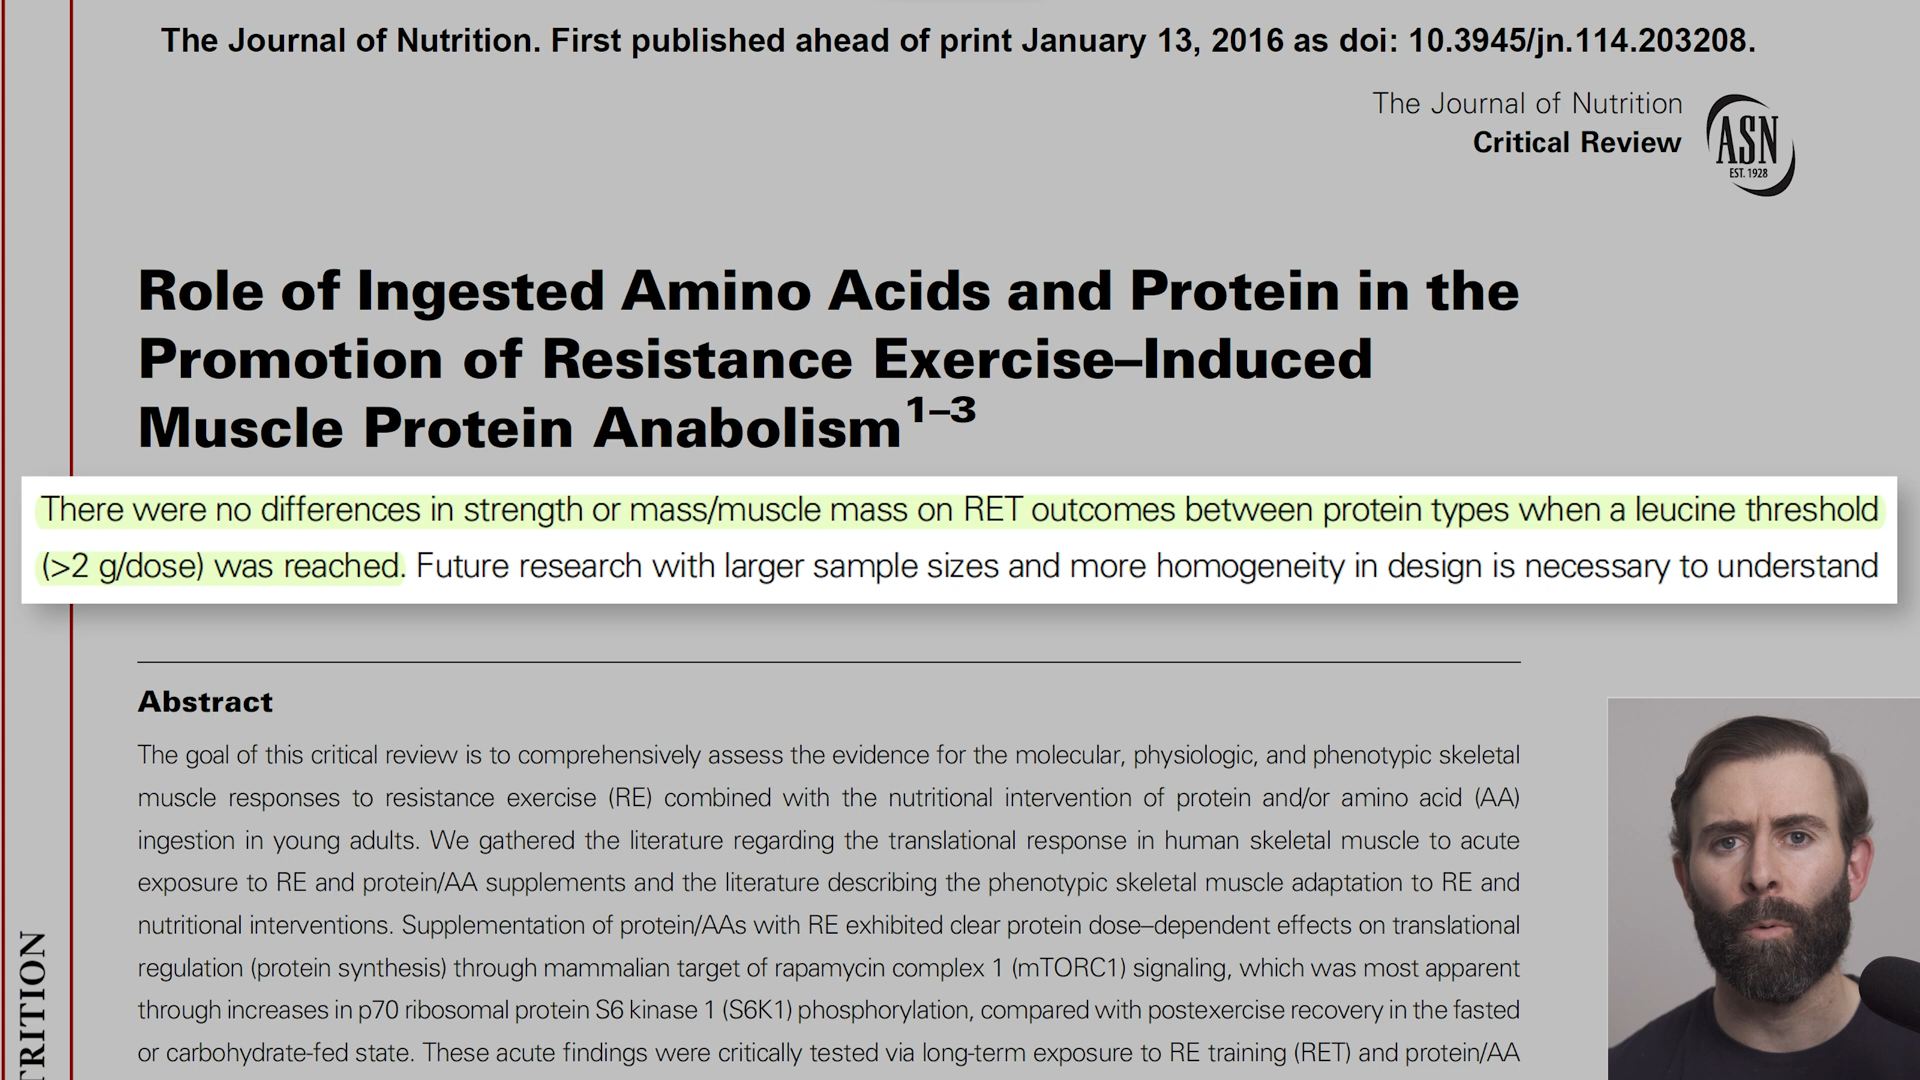 The Journal of Nutrition. First published ahead of print January 13, 2016 as doi: 10.3945/jn.114.203208.
The Journal of Nutrition
Critical Review
ASN
EST. 1928
Role of Ingested Amino Acids and Protein in the
Promotion of Resistance Exercise–Induced
Muscle Protein Anabolism1–3
There were no differences in strength or mass/muscle mass on RET outcomes between protein types when a leucine threshold
(>2 g/dose) was reached. Future research with larger sample sizes and more homogeneity in design is necessary to understand
Abstract
The goal of this critical review is to comprehensively assess the evidence for the molecular, physiologic, and phenotypic skeletal
muscle responses to resistance exercise (RE) combined with the nutritional intervention of protein and/or amino acid (AA)
ingestion in young adults. We gathered the literature regarding the translational response in human skeletal muscle to acute
exposure to RE and protein/AA supplements and the literature describing the phenotypic skeletal muscle adaptation to RE and
nutritional interventions. Supplementation of protein/AAs with RE exhibited clear protein dose–dependent effects on translational
regulation (protein synthesis) through mammalian target of rapamycin complex 1 (mTORC1) signaling, which was most apparent
through increases in p70 ribosomal protein S6 kinase 1 (S6K1) phosphorylation, compared with postexercise recovery in the fasted
or carbohydrate-fed state. These acute findings were critically tested via long-term exposure to RE training (RET) and protein/AA
TRITION